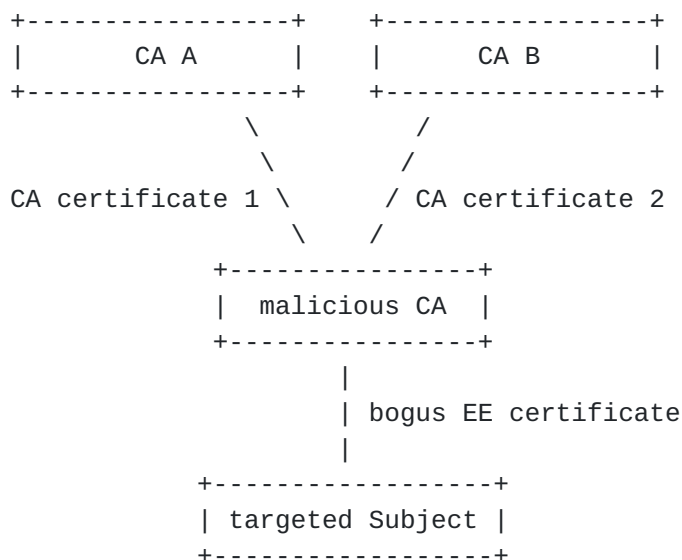 CA A CA B
CA certificate 1 CA certificate 2
malicious CA
bogus EE certificate
targeted Subject